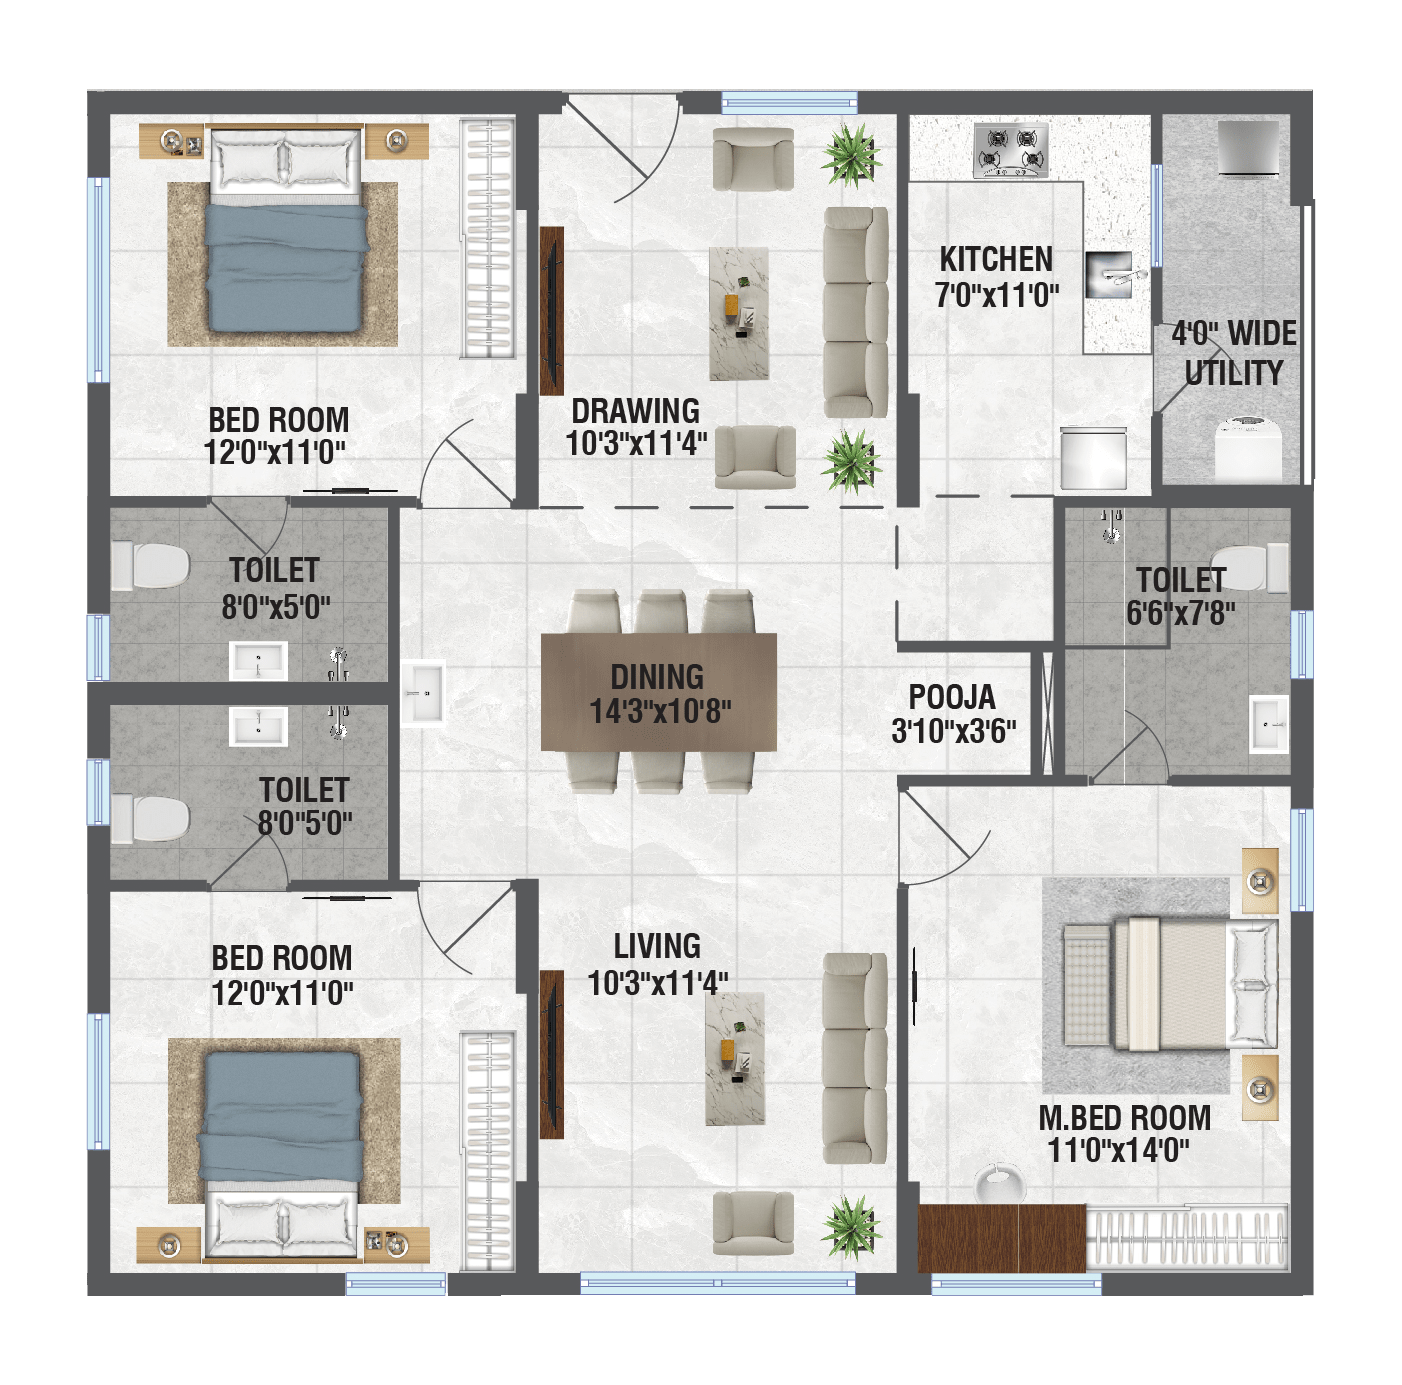 KITCHEN
7'0"x11'0"
4'0" WIDE
UTILITY
BED ROOM
12'0"x11'0"
DRAWING
10'3"x11'4"
TOILET
8'0"x5'0"
TOILET
6'6"x7'8"
DINING
14'3"x10'8"
POOJA
3'10"x3'6"
TOILET
8'0"5'0"
BED ROOM
12'0"x11'0"
LIVING
10'3"x11'4"
M.BED ROOM
11'0"x14'0"